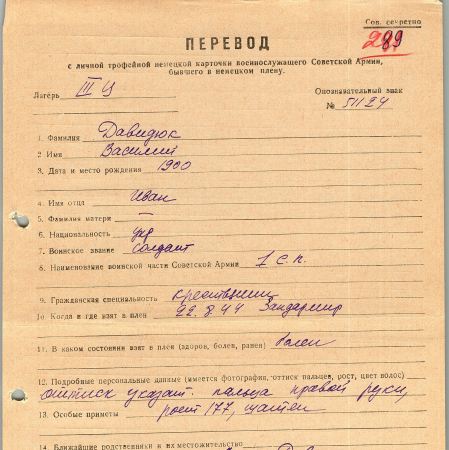 Сов. секретно
289
ПЕРЕВОД
с личной трофейной немецкой карточки военнослужащего Советской Армии,
бывшего в немецком плену.
Лагерь III Ц
Опознавательный знак
№ 51124
1. Фамилия Давидюк
2 Имя Василий
3. Дата и место рождения 1900
4. Имя отца Иван
5. Фамилия матери —
6. Национальность укр
7. Воинское звание солдат
8. Наименование воинской части Советской Армии 1 с.п.
9. Гражданская специальность крестьянин
10. Когда и где взят в плен 22.8.44
11. В каком состоянии взят в плен (здоров, болен, ранен) болен
12. Подробные персональные данные (имеется фотография, оттиск пальцев, рост, цвет волос)
оттиск указат. пальца правой руки,
13. Особые приметы рост 177, шатен
14. Ближайшие родственники и их местожительство